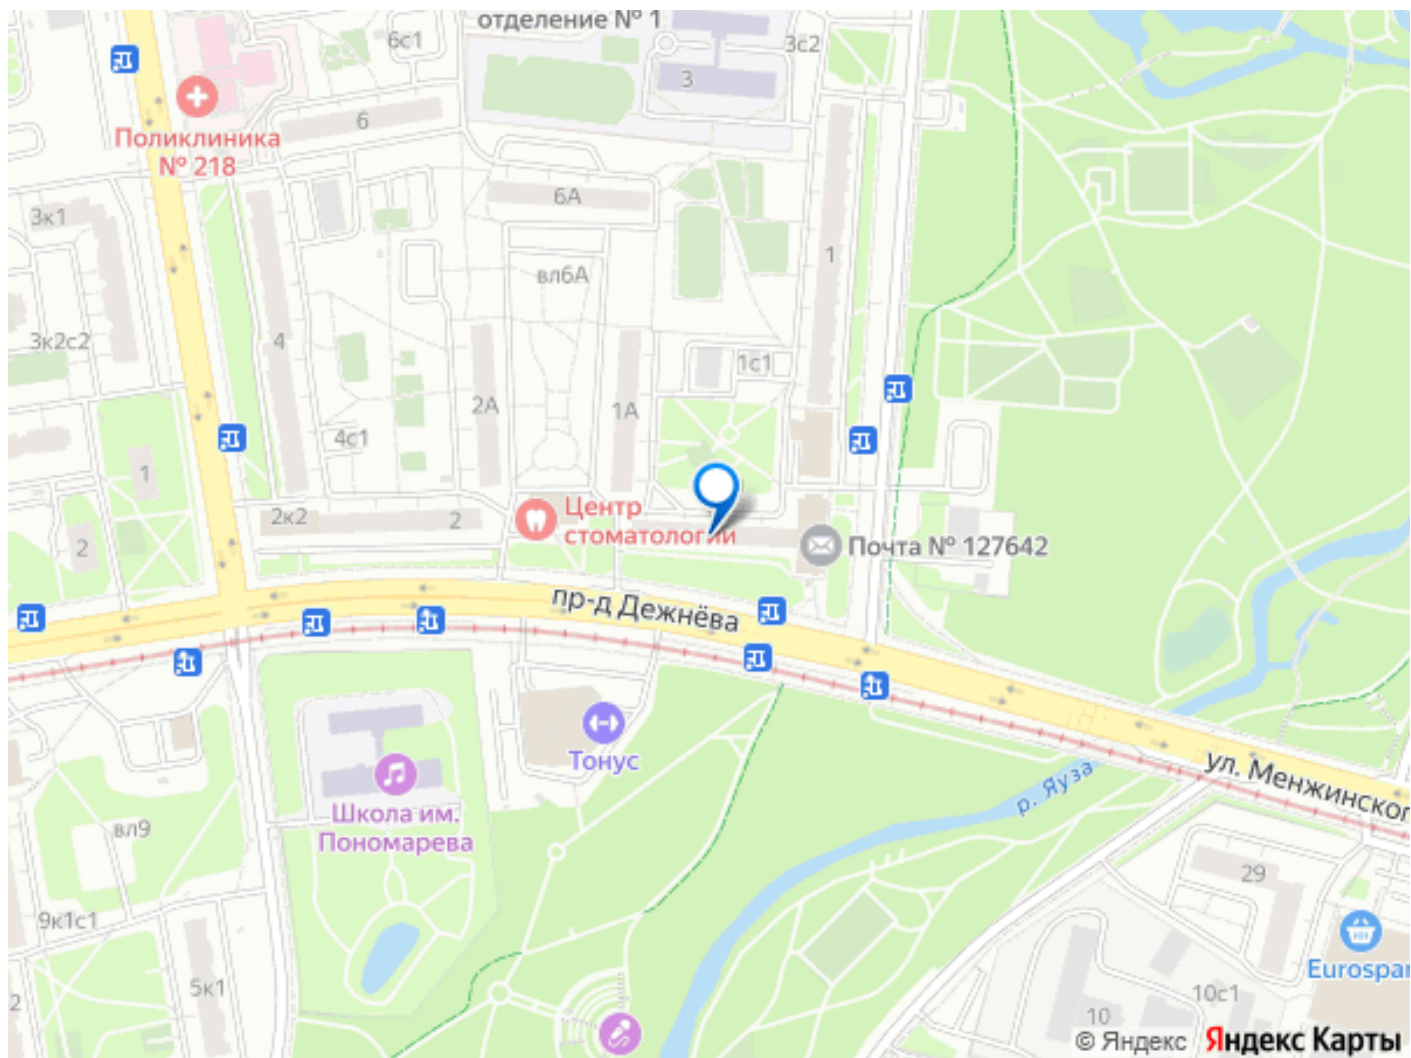 отделение № 1
6с1
3с2
3
Поликлиника
№ 218
6
6А
3к1
вл6А
1
3к2с2
4
1с1
2А
1А
4с1
1
Центр
стоматологии
2к2
2
2
Почта № 127642
пр-д Дежнёва
Тонус
ул. Менжинског
р. Яуза
Школа им.
Пономарева
вл9
29
9к1с1
Eurospar
5к1
2
10с1
10
© Яндекс Яндекс Карты